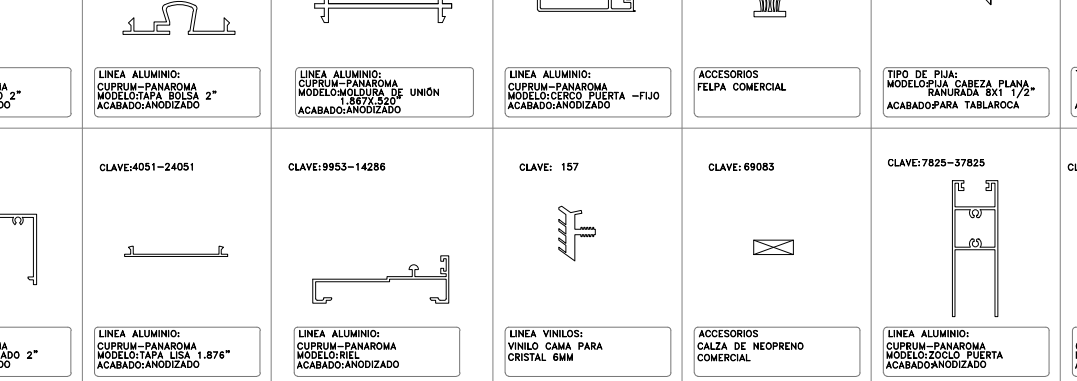 LINEA ALUMINIO:
CUPRUM-PANAROMA
MODELO:TAPA BOLSA 2"
ACABADO:ANODIZADO
LINEA ALUMINIO:
CUPRUM-PANAROMA
MODELO:MOLDURA DE UNIÓN
1.867X.520"
ACABADO:ANODIZADO
LINEA ALUMINIO:
CUPRUM-PANAROMA
MODELO:CERCO PUERTA -FIJO
ACABADO:ANODIZADO
ACCESORIOS
FELPA COMERCIAL
TIPO DE PIJA:
MODELO:PIJA CABEZA PLANA
RANURADA 8X1 1/2"
ACABADO:PARA TABLAROCA
CLAVE:4051-24051
CLAVE:9953-14286
CLAVE: 157
CLAVE: 69083
CLAVE:7825-37825
ADO 2"
LINEA ALUMINIO:
CUPRUM-PANAROMA
MODELO:TAPA LISA 1.876"
ACABADO:ANODIZADO
LINEA ALUMINIO:
CUPRUM-PANAROMA
MODELO:RIEL
ACABADO:ANODIZADO
LINEA VINILOS:
VINILO CAMA PARA
CRISTAL 6MM
ACCESORIOS
CALZA DE NEOPRENO
COMERCIAL
LINEA ALUMINIO:
CUPRUM-PANAROMA
MODELO:ZOCLO PUERTA
ACABADO:ANODIZADO